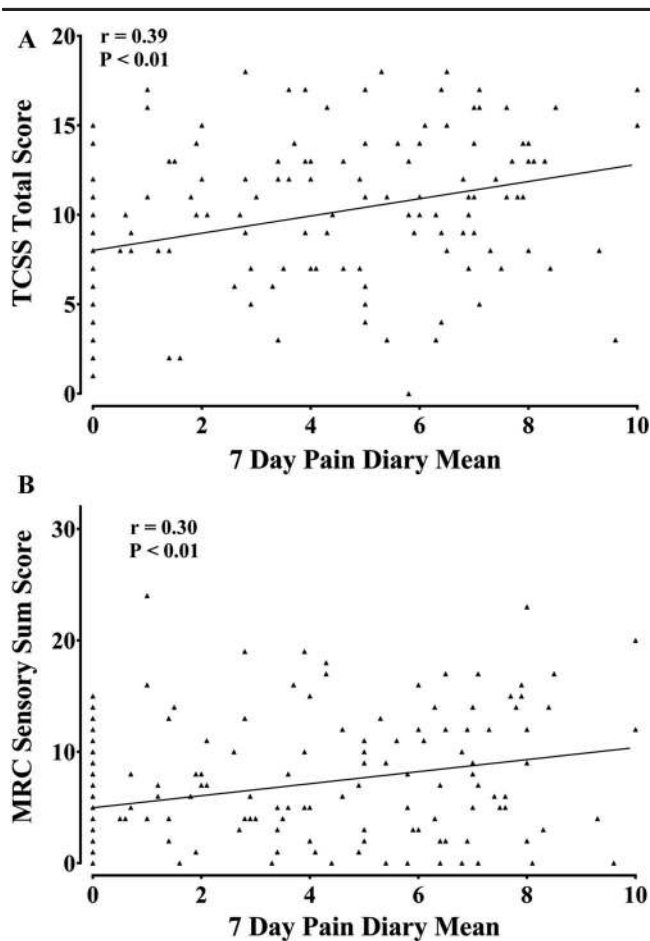 A
r = 0.39
P < 0.01
20
15
10
5
0
TCSS Total Score
0 2 4 6 8 10
7 Day Pain Diary Mean
B
r = 0.30
P < 0.01
30
20
10
0
MRC Sensory Sum Score
0 2 4 6 8 10
7 Day Pain Diary Mean